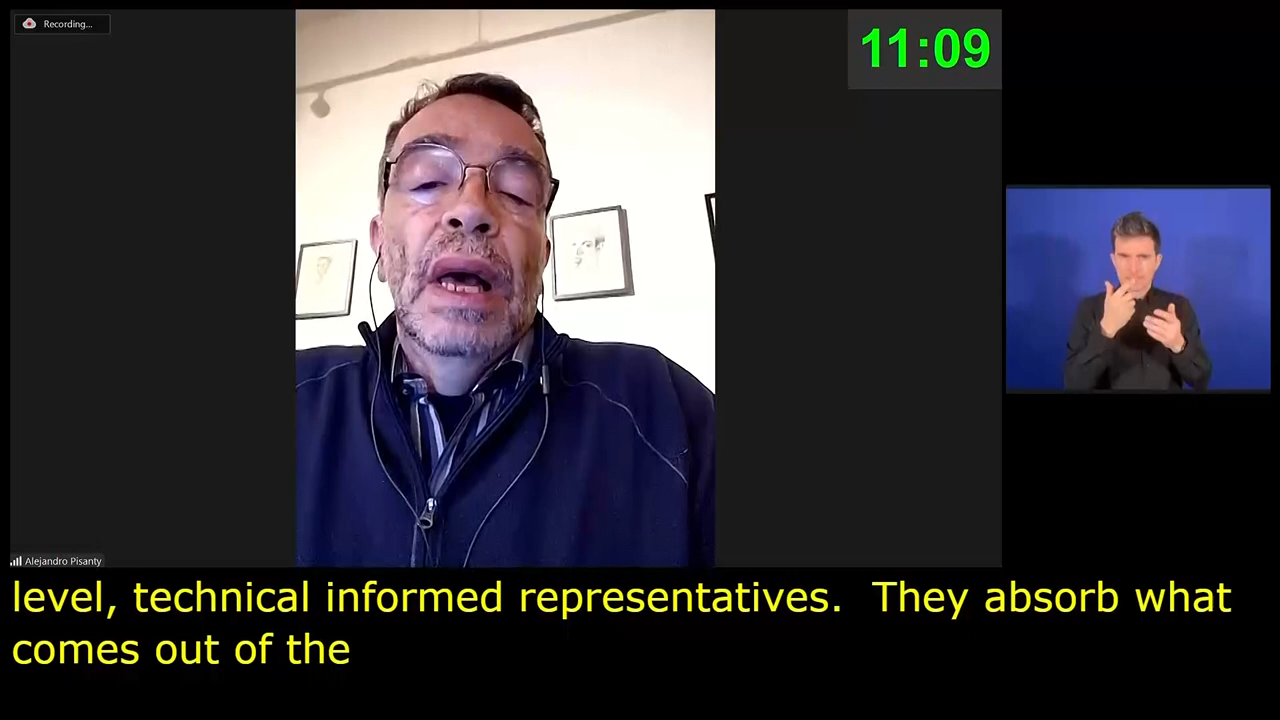 Recording...
11:09
Alejandro Pisanty
level, technical informed representatives.  They absorb what
comes out of the